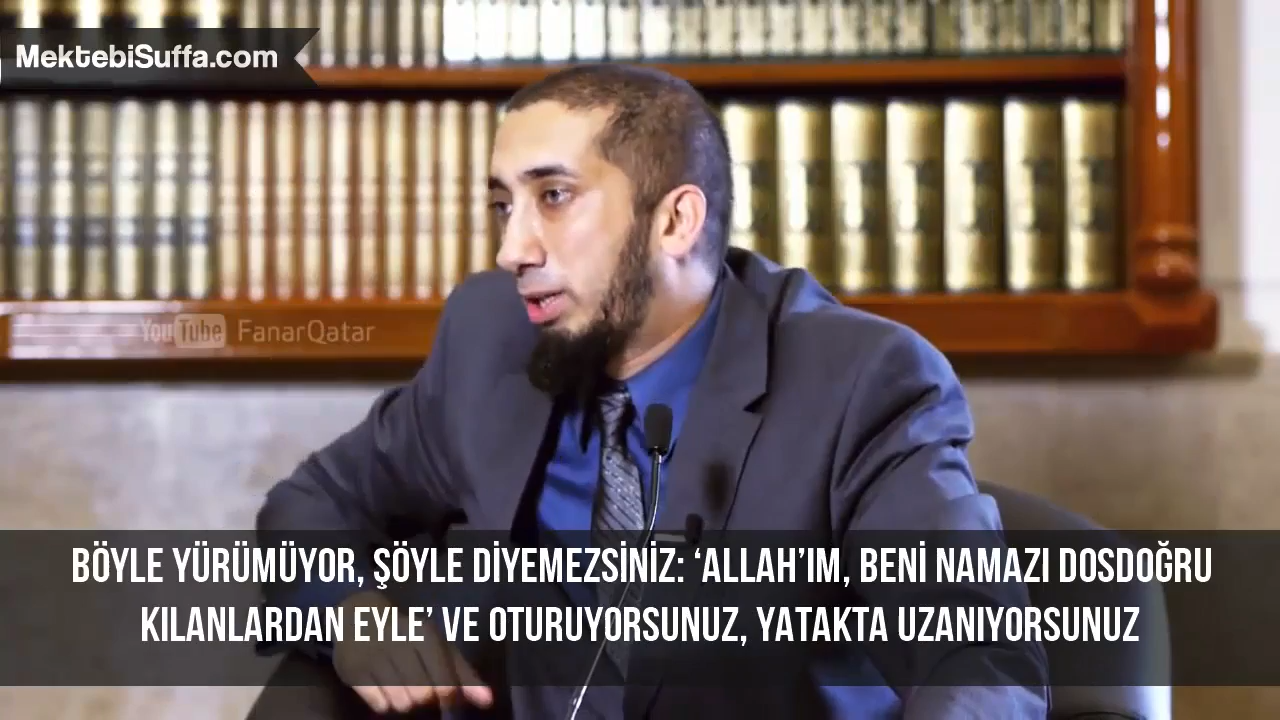 MektebiSuffa.com
YouTube FanarQatar
BÖYLE YÜRÜMÜYOR, ŞÖYLE DİYEMEZSİNİZ: ‘ALLAH’IM, BENİ NAMAZI DOSDOĞRU
KILANLARDAN EYLE’ VE OTURUYORSUNUZ, YATAKTA UZANIYORSUNUZ